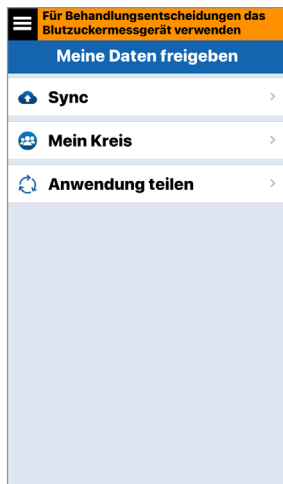 Für Behandlungsentscheidungen das
Blutzuckermessgerät verwenden
Meine Daten freigeben
Sync
Mein Kreis
Anwendung teilen